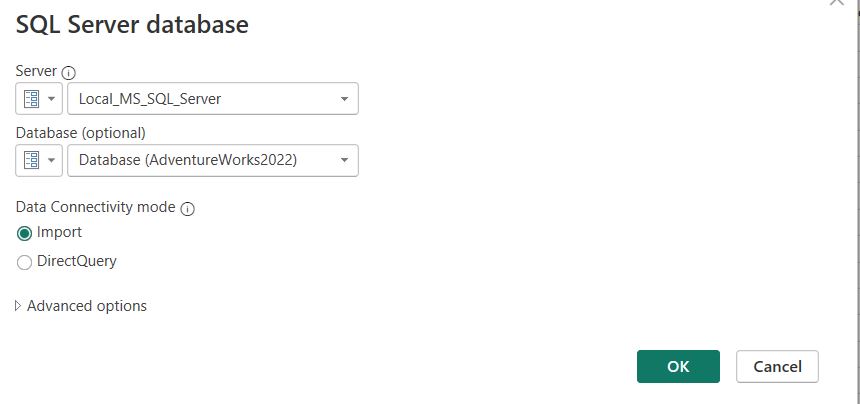 SQL Server database
Server
Local_MS_SQL_Server
Database (optional)
Database (AdventureWorks2022)
Data Connectivity mode
Import
DirectQuery
Advanced options
OK Cancel